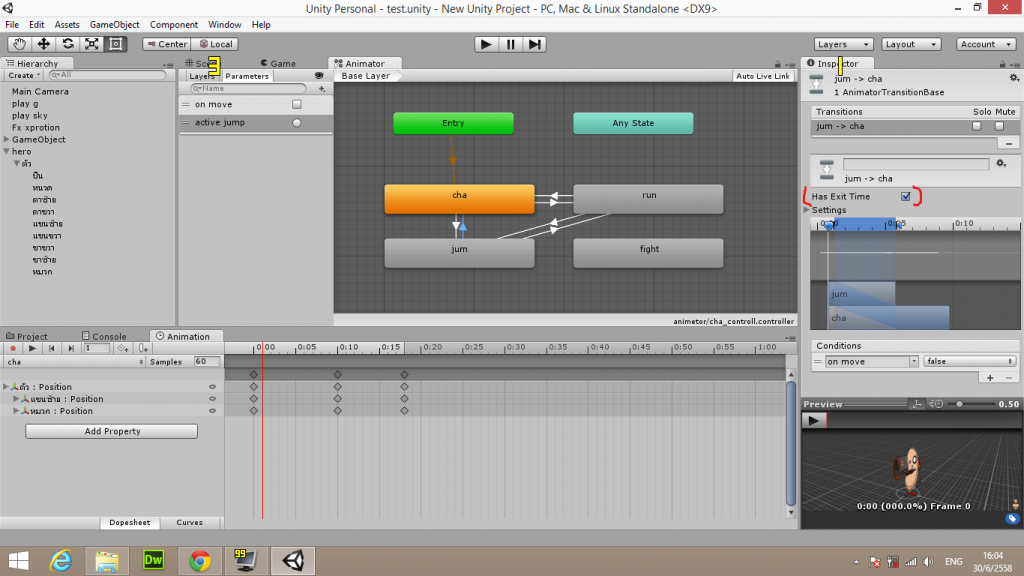 Unity Personal - test.unity - New Unity Project - PC, Mac & Linux Standalone <DX9>
File Edit Assets GameObject Component Window Help
Center Local Layers Layout Account
Hierarchy
Create All
Main Camera
play g
play sky
Fx xprotion
GameObject
hero
ตัว
ปืน
หนวด
ตาซ้าย
ตาขวา
แขนซ้าย
แขนขวา
ขาขวา
ขาซ้าย
หมวก
3
Game
Layers Parameters
Name
on move
active jump
Animator
Base Layer Auto Live Link
Entry
Any State
cha
run
jum
fight
animetor/cha_controll.controller
Inspector
jum -> cha
1 AnimatorTransitionBase
Transitions Solo Mute
jum -> cha
jum -> cha
Has Exit Time
Settings
0:05 0:10
jum
cha
Conditions
on move false
Preview 0.50
0:00 (000.0%) Frame 0
Project Console Animation
1
0:00 0:05 0:10 0:15 0:20 0:25 0:30 0:35 0:40 0:45 0:50 0:55 1:00
cha Samples 60
ตัว : Position
แขนซ้าย : Position
หมวก : Position
Add Property
Dopesheet Curves
Dw
99
ENG
16:04
30/6/2558